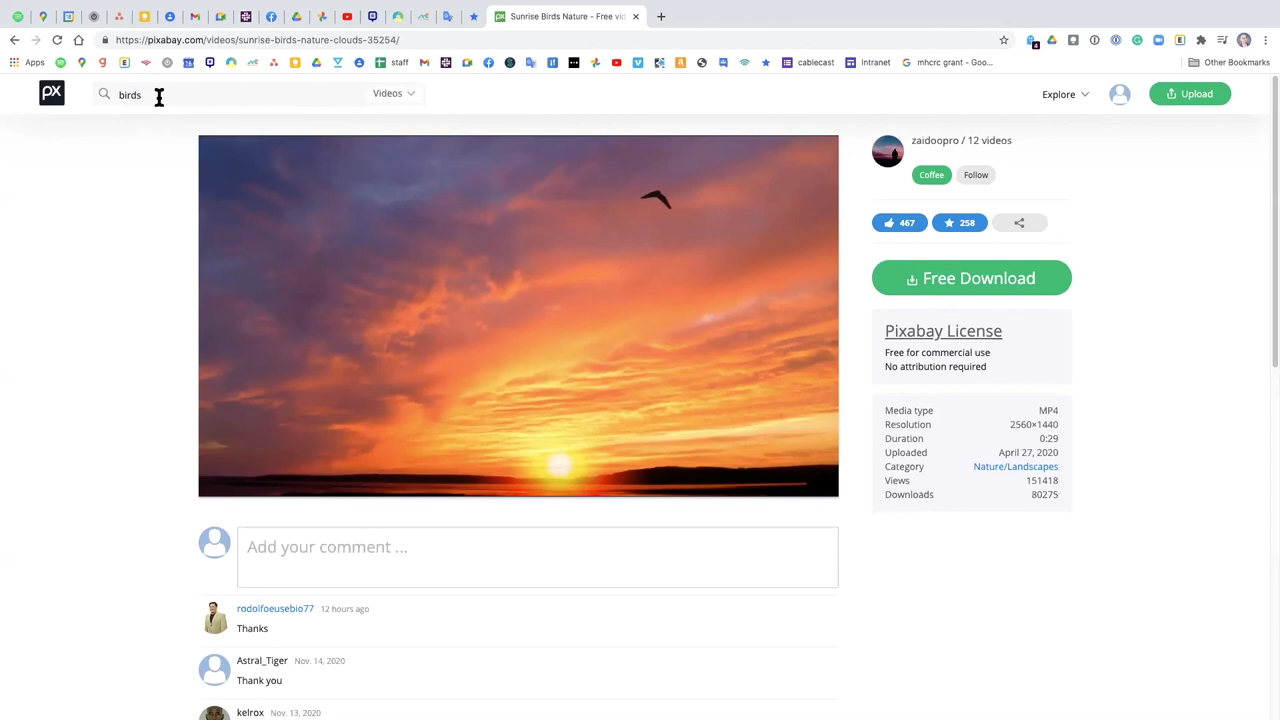 Sunrise Birds Nature - Free vid
https://pixabay.com/videos/sunrise-birds-nature-clouds-35254/
Apps
staff
cablecast
Intranet
mhcrc grant - Goo...
Other Bookmarks
px
birds
Videos
Explore
Upload
zaidoopro / 12 videos
Coffee
Follow
467
258
Free Download
Pixabay License
Free for commercial use
No attribution required
Media type MP4
Resolution 2560×1440
Duration 0:29
Uploaded April 27, 2020
Category Nature/Landscapes
Views 151418
Downloads 80275
Add your comment ...
rodolfoeusebio77 12 hours ago
Thanks
Astral_Tiger Nov. 14, 2020
Thank you
kelrox Nov. 13, 2020